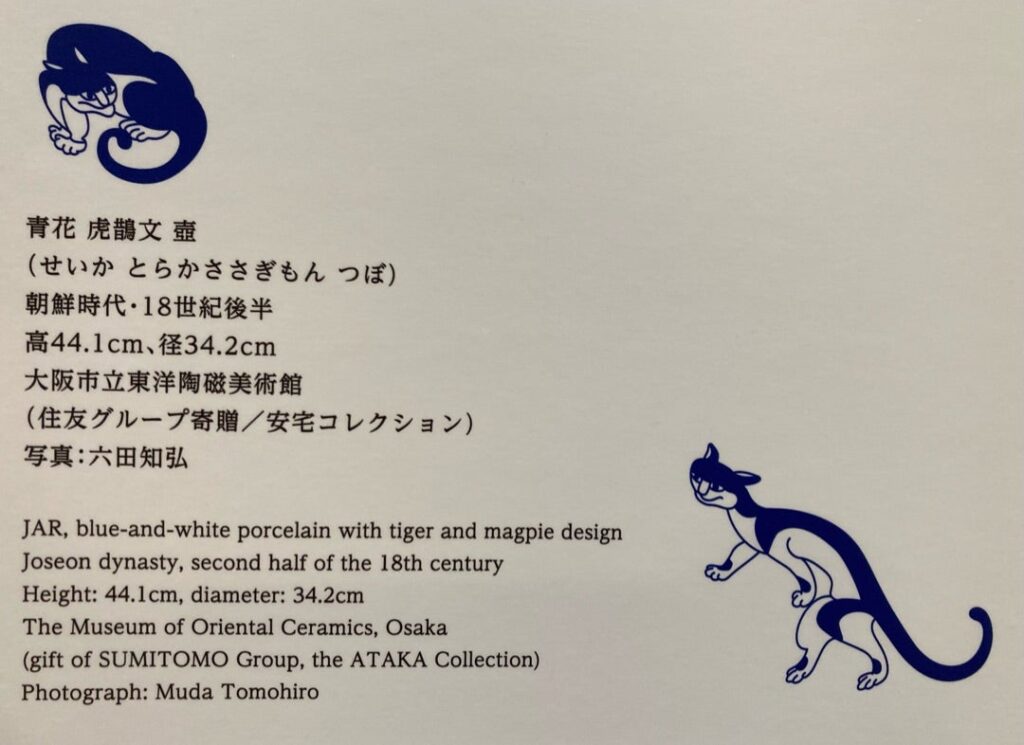 青花 虎鵲文 壺
(せいか とらかささぎもん つぼ)
朝鮮時代・18世紀後半
高44.1cm、径34.2cm
大阪市立東洋陶磁美術館
(住友グループ寄贈／安宅コレクション)
写真:六田知弘
JAR, blue-and-white porcelain with tiger and magpie design
Joseon dynasty, second half of the 18th century
Height: 44.1cm, diameter: 34.2cm
The Museum of Oriental Ceramics, Osaka
(gift of SUMITOMO Group, the ATAKA Collection)
Photograph: Muda Tomohiro